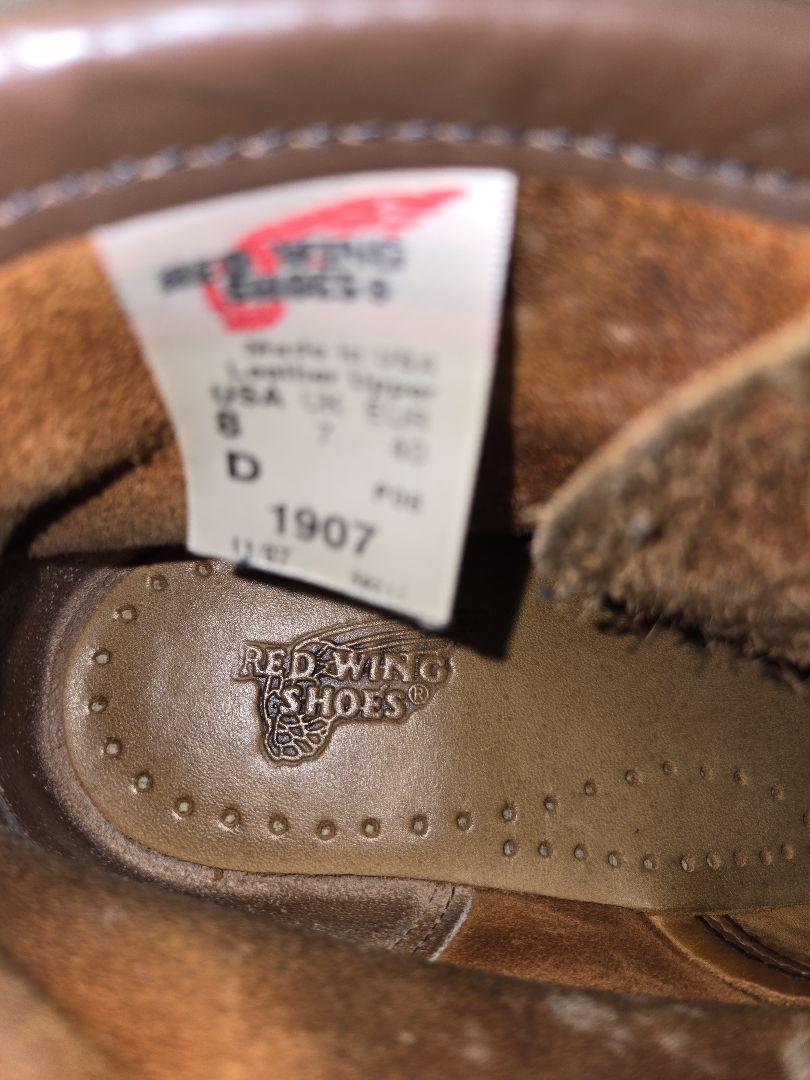 RED WING
SHOES®
Made in USA
Leather Upper
USA UK EUR
8 7 40
D
1907
RED WING
SHOES®